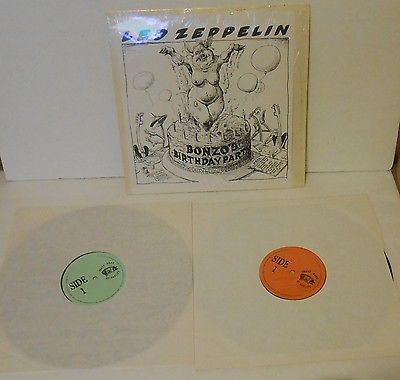 LED ZEPPELIN
BONZO'S
BIRTHDAY PARTY
SIDE
1
SIDE
1